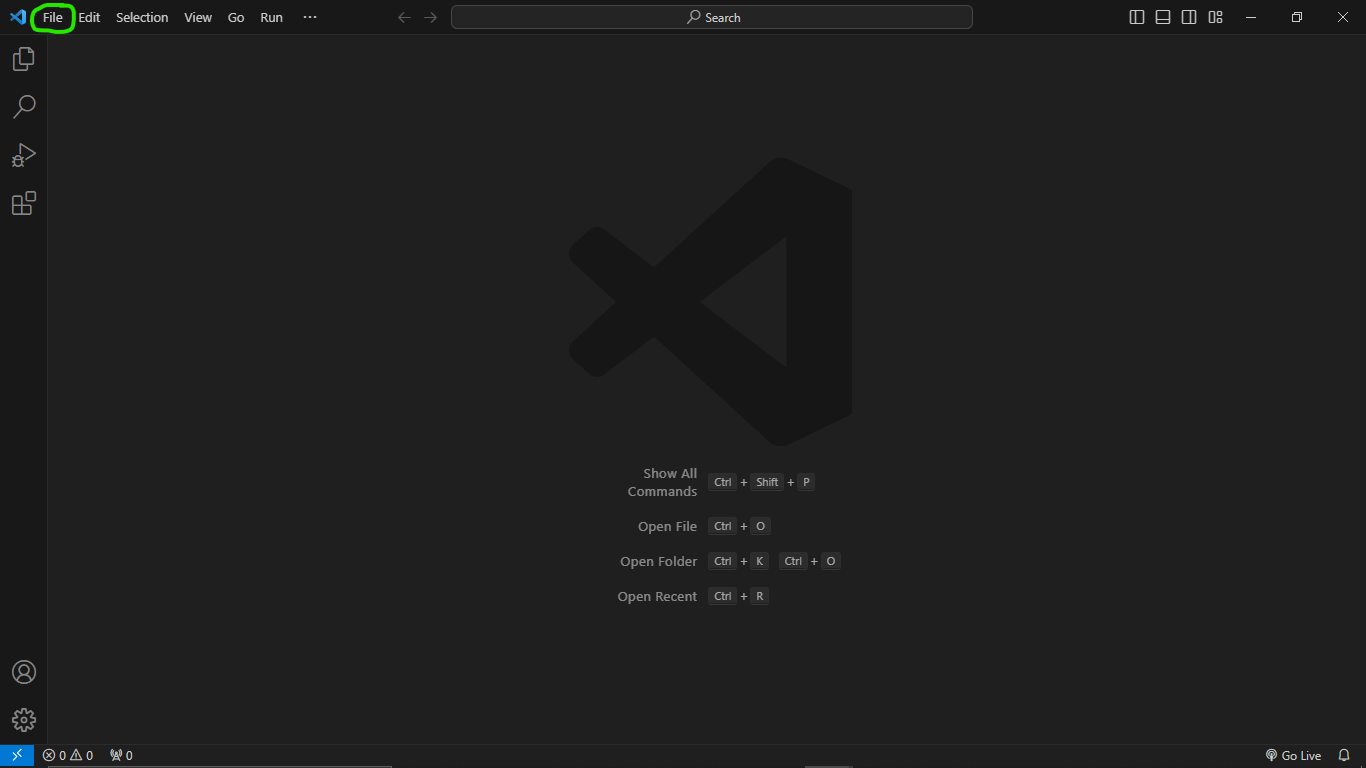 File Edit Selection View Go Run ··· Search
Show All
Commands Ctrl + Shift + P
Open File Ctrl + O
Open Folder Ctrl + K Ctrl + O
Open Recent Ctrl + R
0 0 0 Go Live